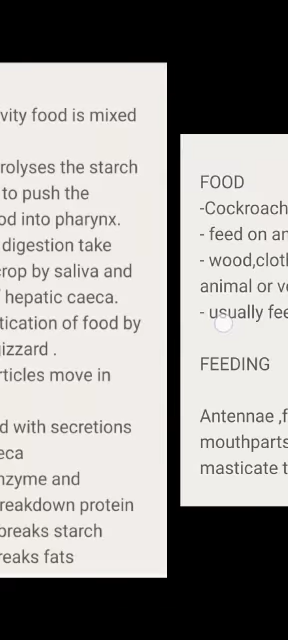 vity food is mixed
rolyses the starch
to push the
od into pharynx.
digestion take
crop by saliva and
hepatic caeca.
tication of food by
gizzard .
rticles move in
d with secretions
eca
nzyme and
reakdown protein
breaks starch
reaks fats
FOOD
-Cockroach
- feed on an
- wood,cloth
animal or ve
- usually fee
FEEDING
Antennae ,f
mouthparts
masticate t